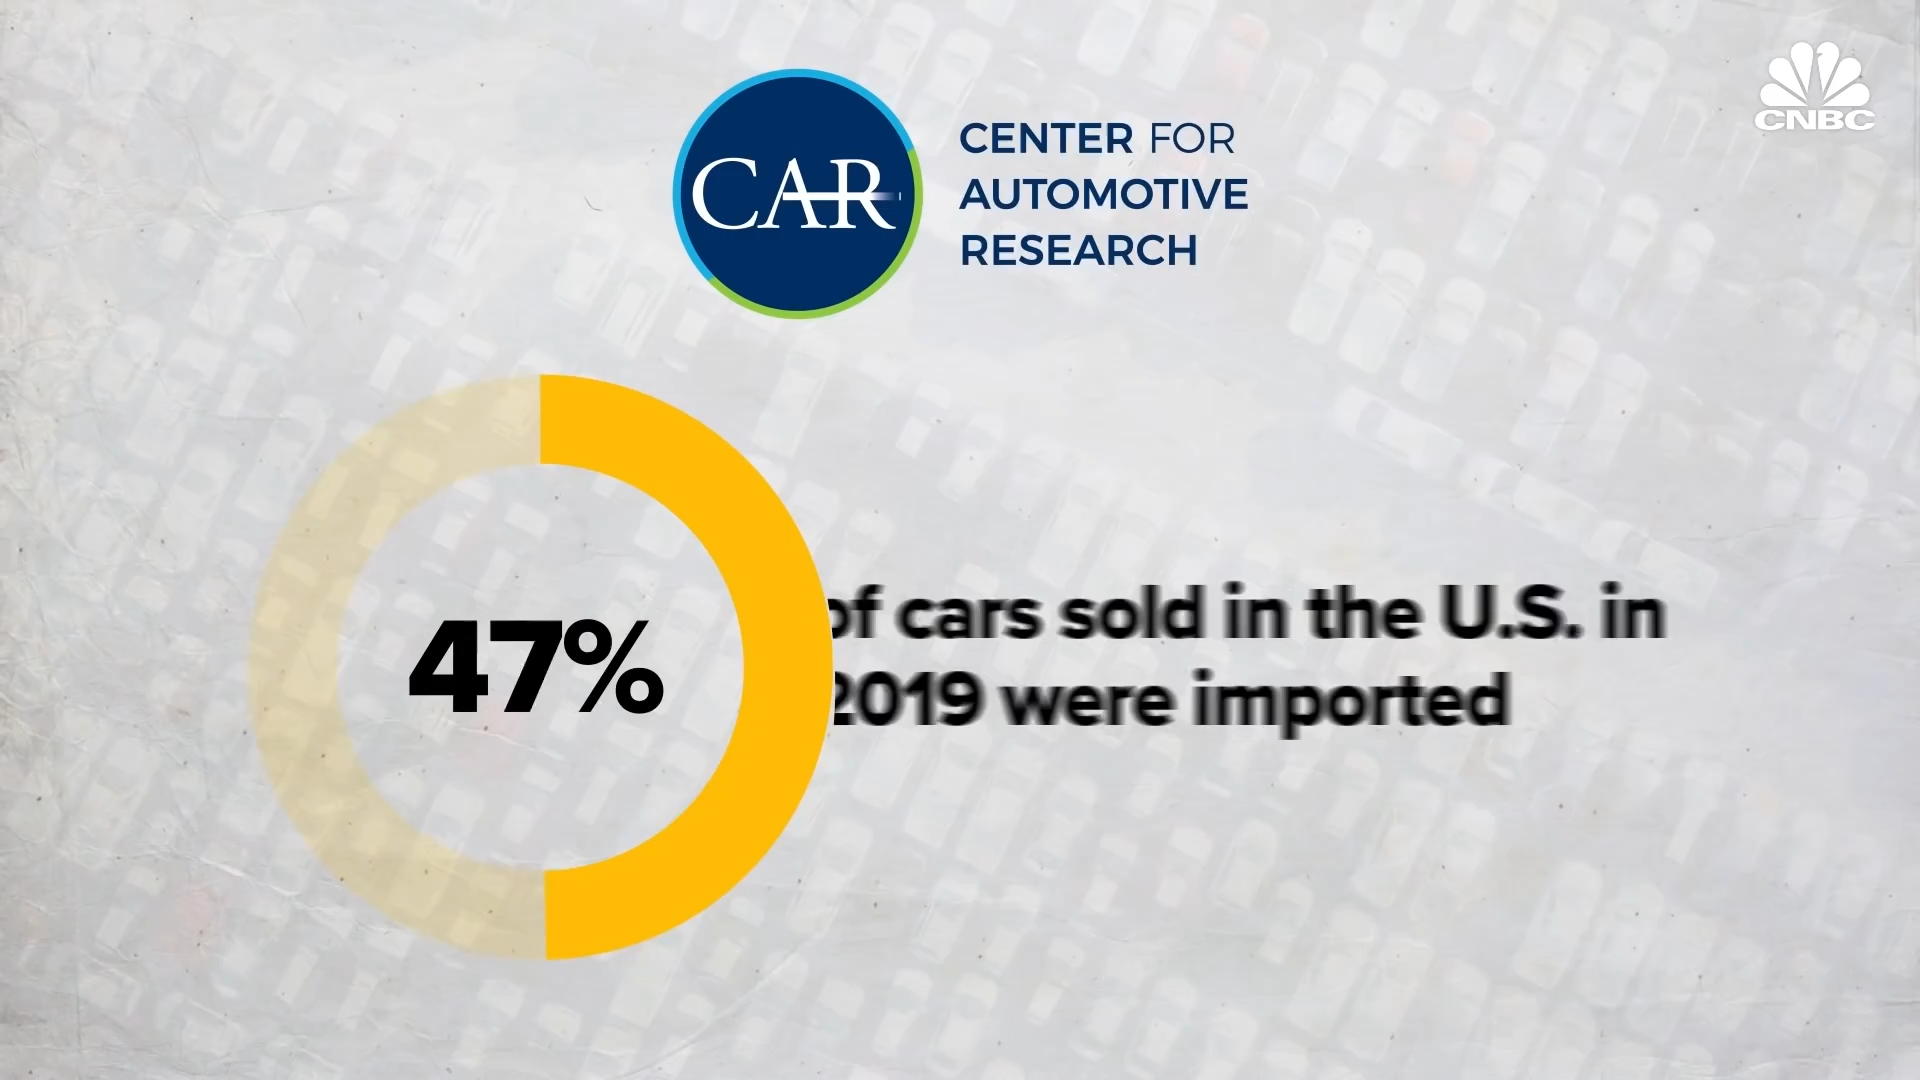 CAR
CENTER FOR
AUTOMOTIVE
RESEARCH
CNBC
47%
of cars sold in the U.S. in
2019 were imported